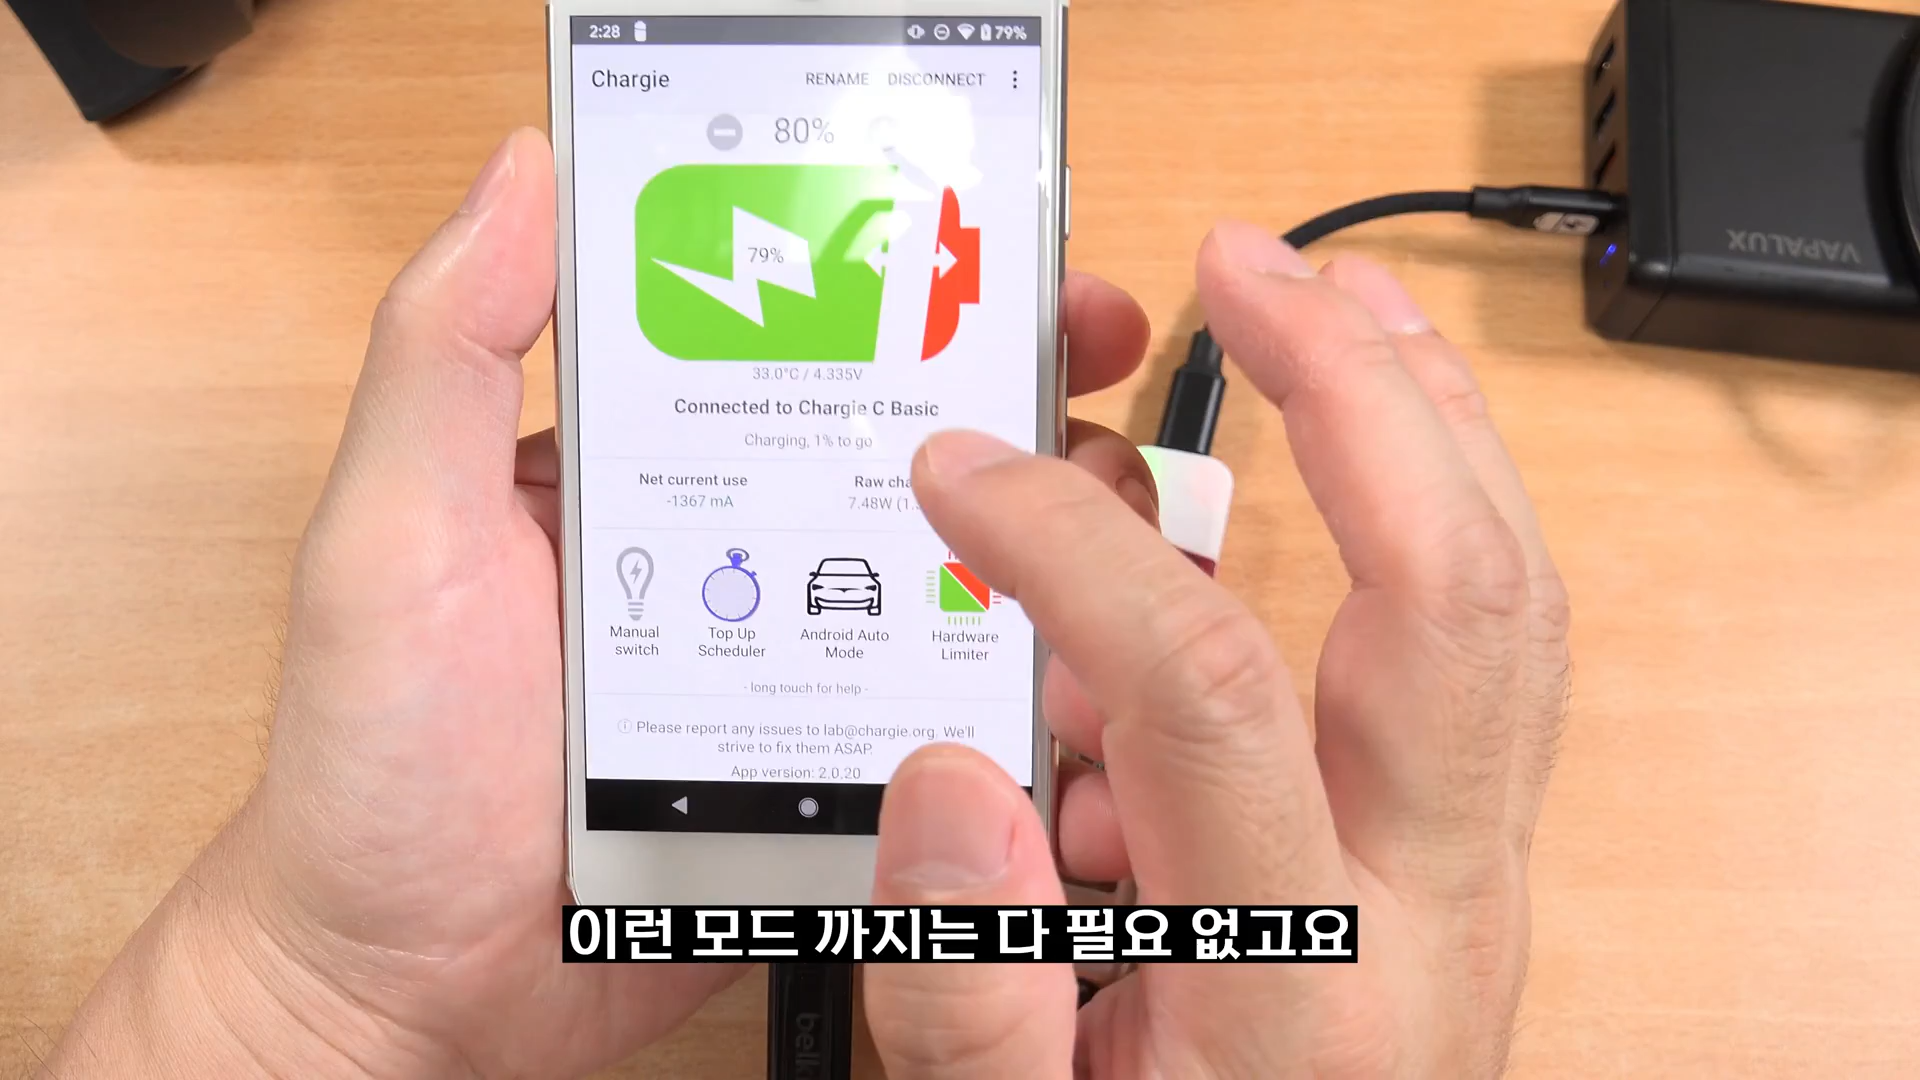 2:28
79%
Chargie
RENAME DISCONNECT
80%
79%
33.0°C / 4.335V
Connected to Chargie C Basic
Charging, 1% to go
Net current use
-1367 mA
Raw
7.48W
Manual switch
Top Up Scheduler
Android Auto Mode
Hardware Limiter
- long touch for help -
Please report any issues to lab@chargie.org. We'll
strive to fix them ASAP.
App version: 2.0.20
VAPALUX
이런 모드 까지는 다 필요 없고요